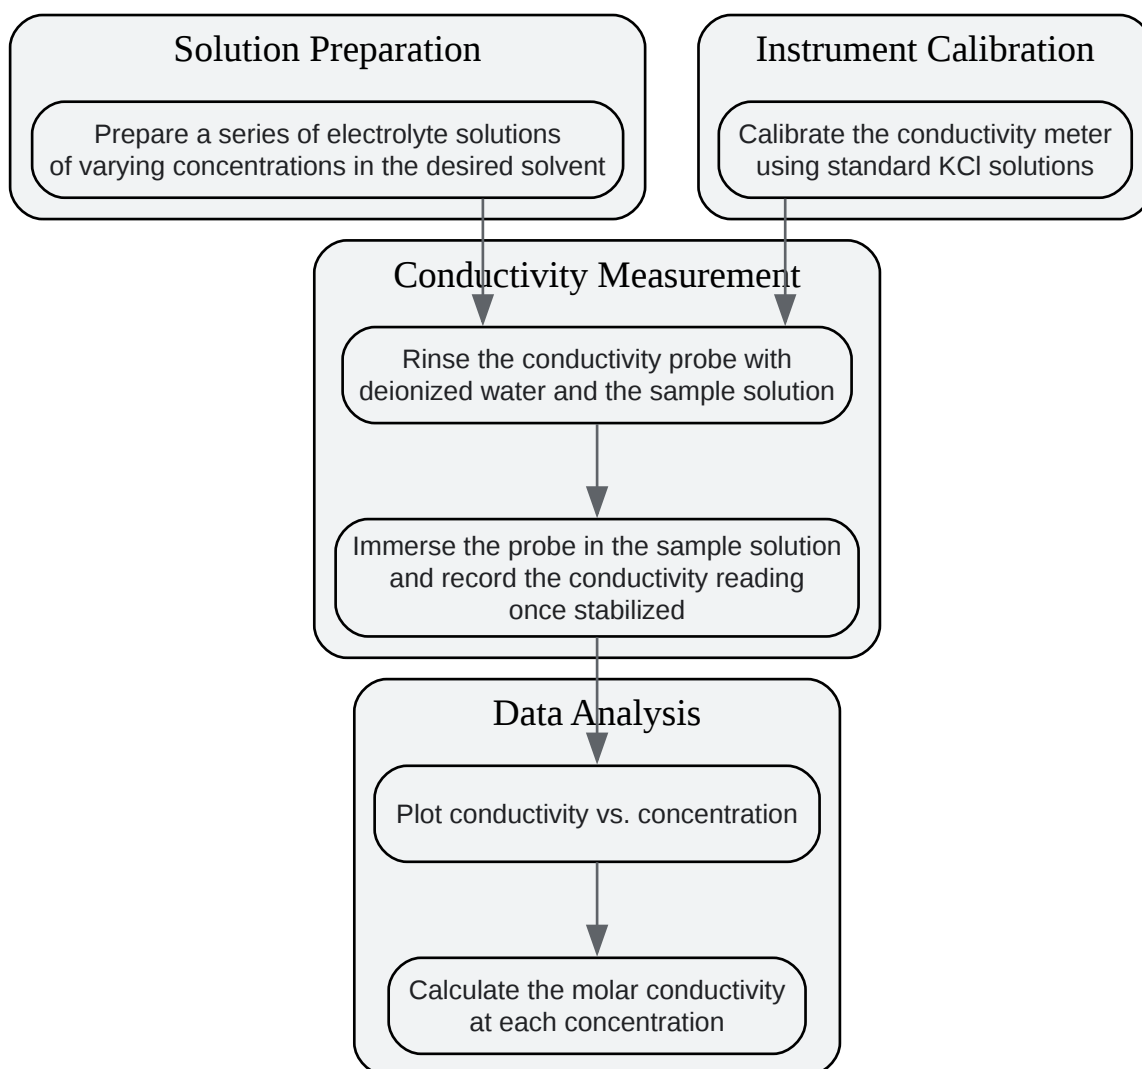 Solution Preparation
Prepare a series of electrolyte solutions
of varying concentrations in the desired solvent
Instrument Calibration
Calibrate the conductivity meter
using standard KCl solutions
Conductivity Measurement
Rinse the conductivity probe with
deionized water and the sample solution
Immerse the probe in the sample solution
and record the conductivity reading
once stabilized
Data Analysis
Plot conductivity vs. concentration
Calculate the molar conductivity
at each concentration